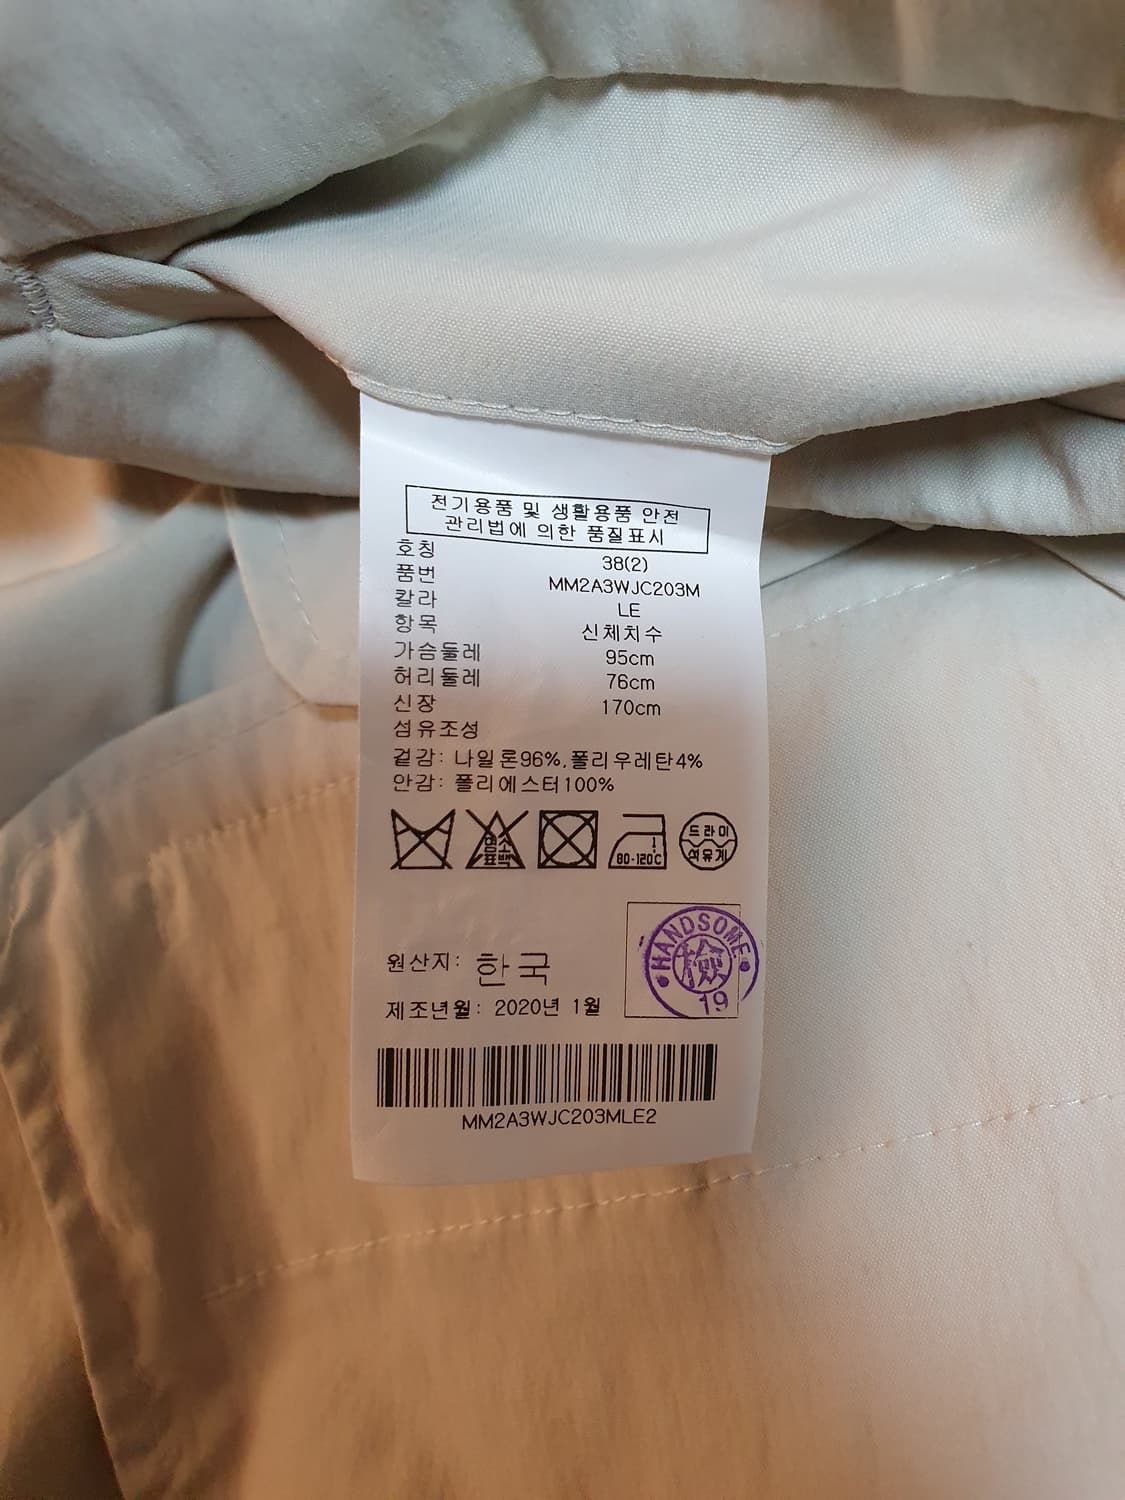 전기용품 및 생활용품 안전
관리법에 의한 품질표시
호칭 38(2)
품번 MM2A3WJC203M
칼라 LE
항목 신체치수
가슴둘레 95cm
허리둘레 76cm
신장 170cm
섬유조성
겉감: 나일론96%,폴리우레탄4%
안감: 폴리에스터100%
염소
표백
80-120℃
드라이
석유계
HANDSOME
檢
19
원산지: 한국
제조년월: 2020년 1월
MM2A3WJC203MLE2